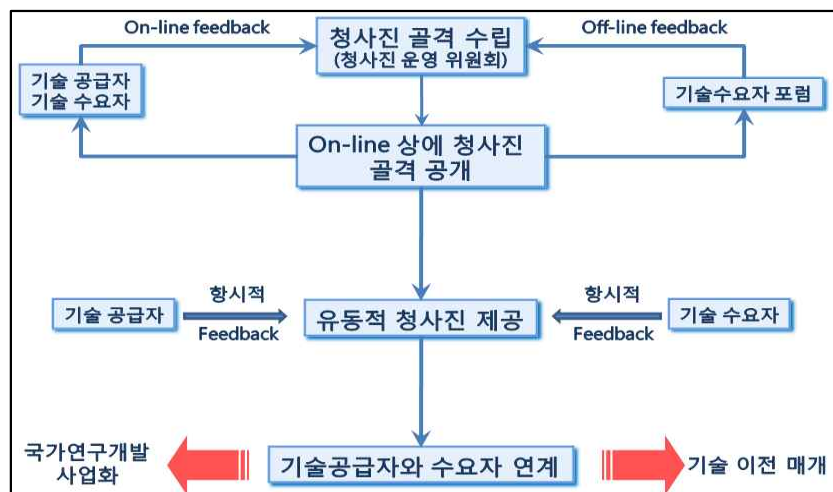 On-line feedback
청사진 골격 수립
(청사진 운영 위원회)
Off-line feedback
기술 공급자
기술 수요자
기술수요자 포럼
On-line 상에 청사진
골격 공개
기술 공급자
항시적
Feedback
유동적 청사진 제공
항시적
Feedback
기술 수요자
국가연구개발
사업화
기술공급자와 수요자 연계
기술 이전 매개